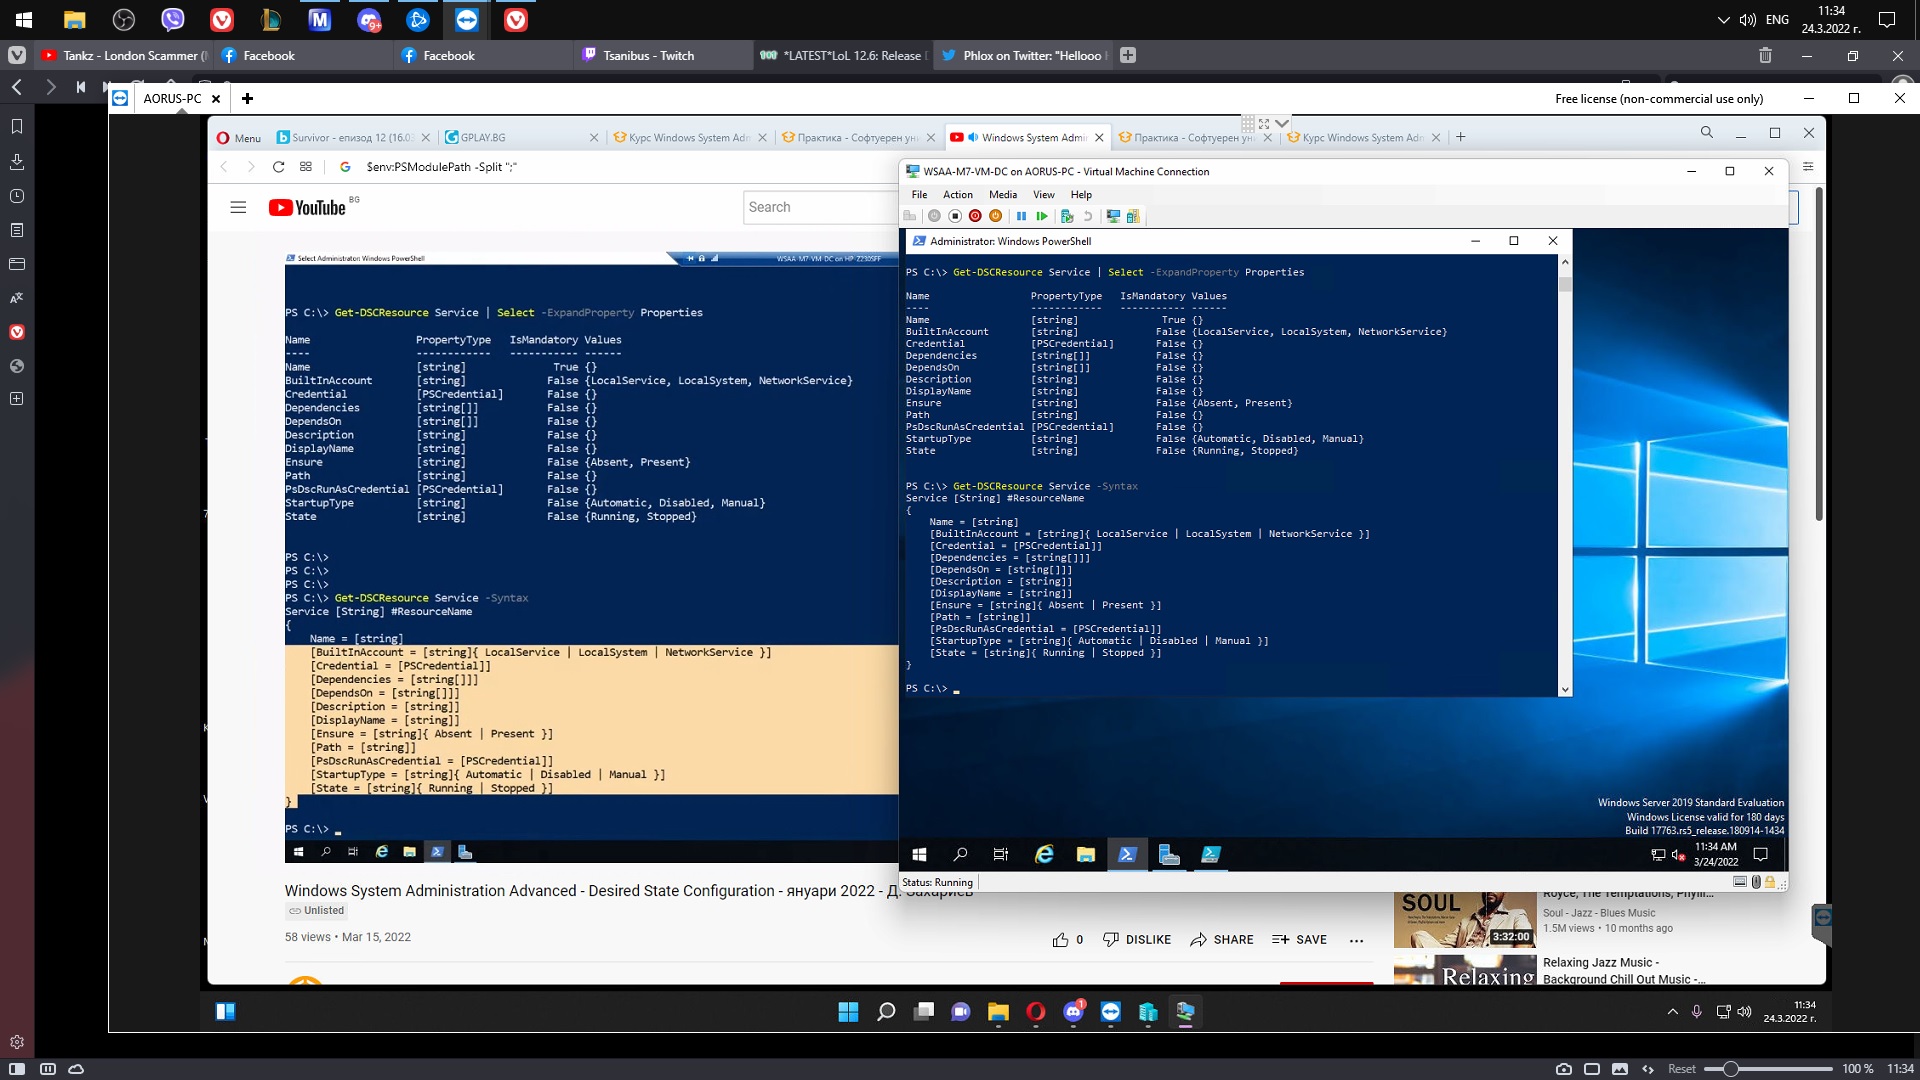 11:34
ENG
24.3.2022 г.
9+
Tankz - London Scammer (
Facebook
Facebook
Tsanibus - Twitch
*LATEST*LoL 12.6: Release
Phlox on Twitter: "Hellooo
AORUS-PC
Free license (non-commercial use only)
Menu
Survivor - епизод 12 (16.03
GPLAY.BG
Курс Windows System Adm
Практика - Софтуерен уни
Windows System Admin
Практика - Софтуерен ун
Курс Windows System Adm
$env:PSModulePath -Split ";"
YouTube BG
Search
Select Administrator: Windows PowerShell
WSAA-M7-VM-DC on HP-Z230SFF
PS C:\> Get-DSCResource Service | Select -ExpandProperty Properties
Name PropertyType IsMandatory Values
---- ------------ ----------- ------
Name [string] True {}
BuiltInAccount [string] False {LocalService, LocalSystem, NetworkService}
Credential [PSCredential] False {}
Dependencies [string[]] False {}
DependsOn [string[]] False {}
Description [string] False {}
DisplayName [string] False {}
Ensure [string] False {Absent, Present}
Path [string] False {}
PsDscRunAsCredential [PSCredential] False {}
StartupType [string] False {Automatic, Disabled, Manual}
State [string] False {Running, Stopped}
PS C:\>
PS C:\>
PS C:\>
PS C:\> Get-DSCResource Service -Syntax
Service [String] #ResourceName
{
Name = [string]
[BuiltInAccount = [string]{ LocalService | LocalSystem | NetworkService }]
[Credential = [PSCredential]]
[Dependencies = [string[]]]
[DependsOn = [string[]]]
[Description = [string]]
[DisplayName = [string]]
[Ensure = [string]{ Absent | Present }]
[Path = [string]]
[PsDscRunAsCredential = [PSCredential]]
[StartupType = [string]{ Automatic | Disabled | Manual }]
[State = [string]{ Running | Stopped }]
}
PS C:\> _
Windows System Administration Advanced - Desired State Configuration - януари 2022 - Д. Захариев
Unlisted
58 views • Mar 15, 2022
0
DISLIKE
SHARE
SAVE
WSAA-M7-VM-DC on AORUS-PC - Virtual Machine Connection
File Action Media View Help
Administrator: Windows PowerShell
PS C:\> Get-DSCResource Service | Select -ExpandProperty Properties
Name PropertyType IsMandatory Values
---- ------------ ----------- ------
Name [string] True {}
BuiltInAccount [string] False {LocalService, LocalSystem, NetworkService}
Credential [PSCredential] False {}
Dependencies [string[]] False {}
DependsOn [string[]] False {}
Description [string] False {}
DisplayName [string] False {}
Ensure [string] False {Absent, Present}
Path [string] False {}
PsDscRunAsCredential [PSCredential] False {}
StartupType [string] False {Automatic, Disabled, Manual}
State [string] False {Running, Stopped}
PS C:\> Get-DSCResource Service -Syntax
Service [String] #ResourceName
{
Name = [string]
[BuiltInAccount = [string]{ LocalService | LocalSystem | NetworkService }]
[Credential = [PSCredential]]
[Dependencies = [string[]]]
[DependsOn = [string[]]]
[Description = [string]]
[DisplayName = [string]]
[Ensure = [string]{ Absent | Present }]
[Path = [string]]
[PsDscRunAsCredential = [PSCredential]]
[StartupType = [string]{ Automatic | Disabled | Manual }]
[State = [string]{ Running | Stopped }]
}
PS C:\> _
Windows Server 2019 Standard Evaluation
Windows License valid for 180 days
Build 17763.rs5_release.180914-1434
11:34 AM
3/24/2022
Status: Running
Royce, The Temptations, Phyll...
SOUL
3:32:00
Soul - Jazz - Blues Music
1.5M views • 10 months ago
Relaxing
Relaxing Jazz Music -
Background Chill Out Music -...
1
11:34
24.3.2022 г.
Reset
100 %
11:34